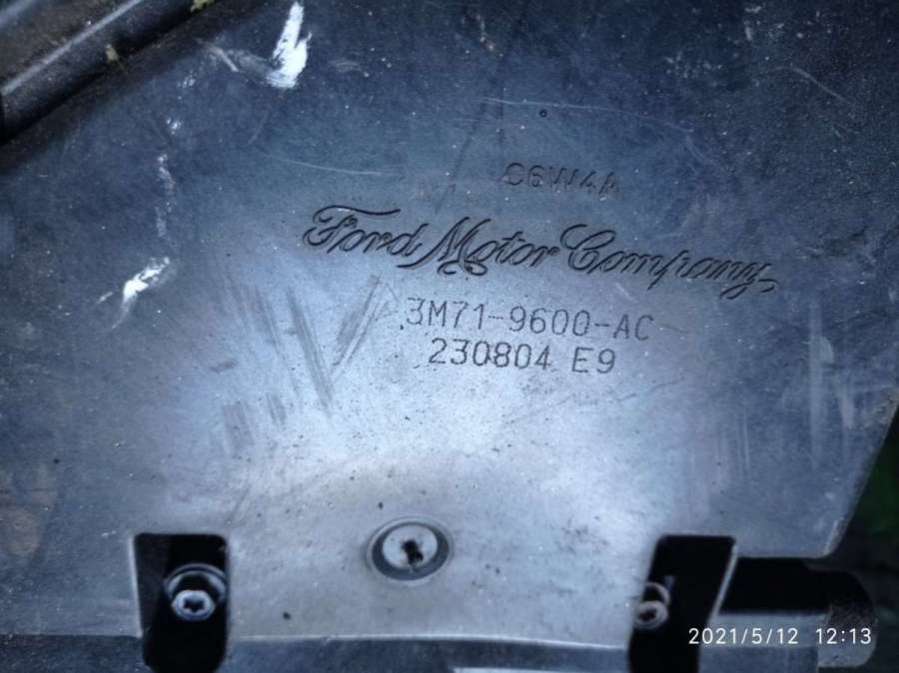 C6W4A
Ford Motor Company
3M71-9600-AC
230804 E9
2021/5/12 12:13